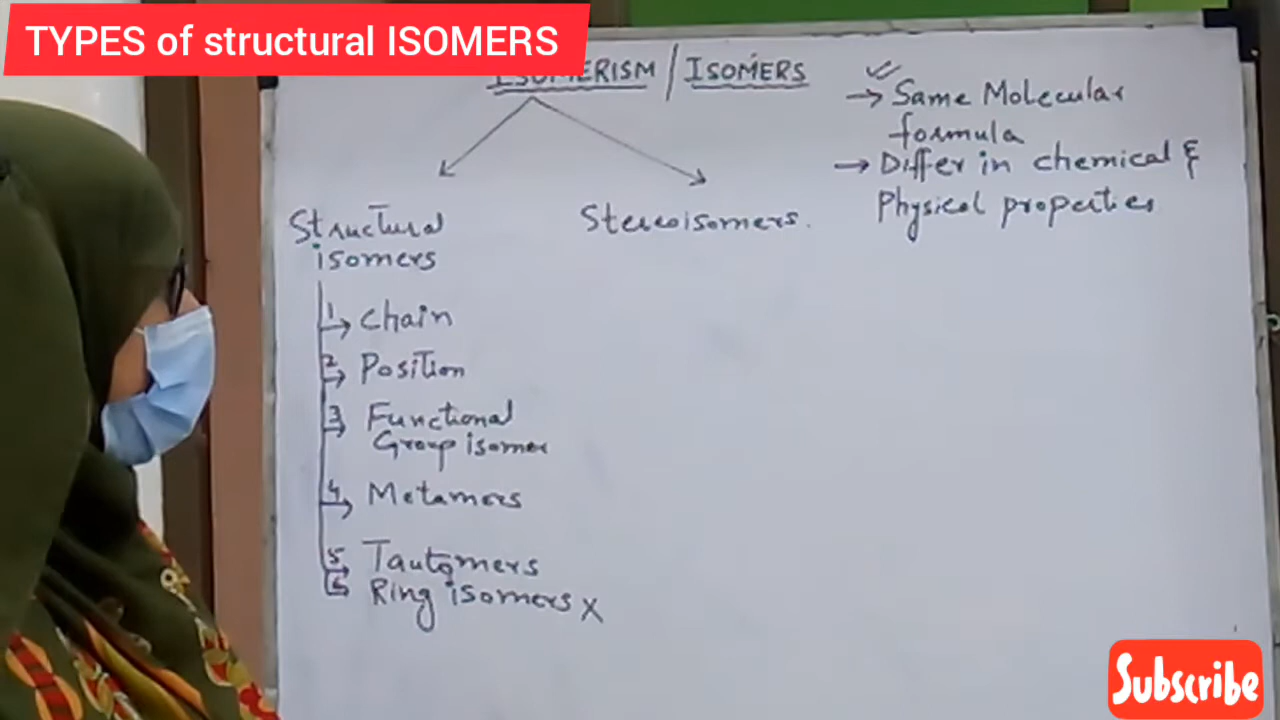 TYPES of structural ISOMERS
ISOMERISM / ISOMERS
→ Same Molecular
formula
→ Differ in chemical &
Physical properties
Structural
isomers
Stereoisomers.
1 → Chain
2 → Position
3 → Functional
Group isomer
4 → Metamers
5 → Tautomers
6 Ring isomers X
Subscribe